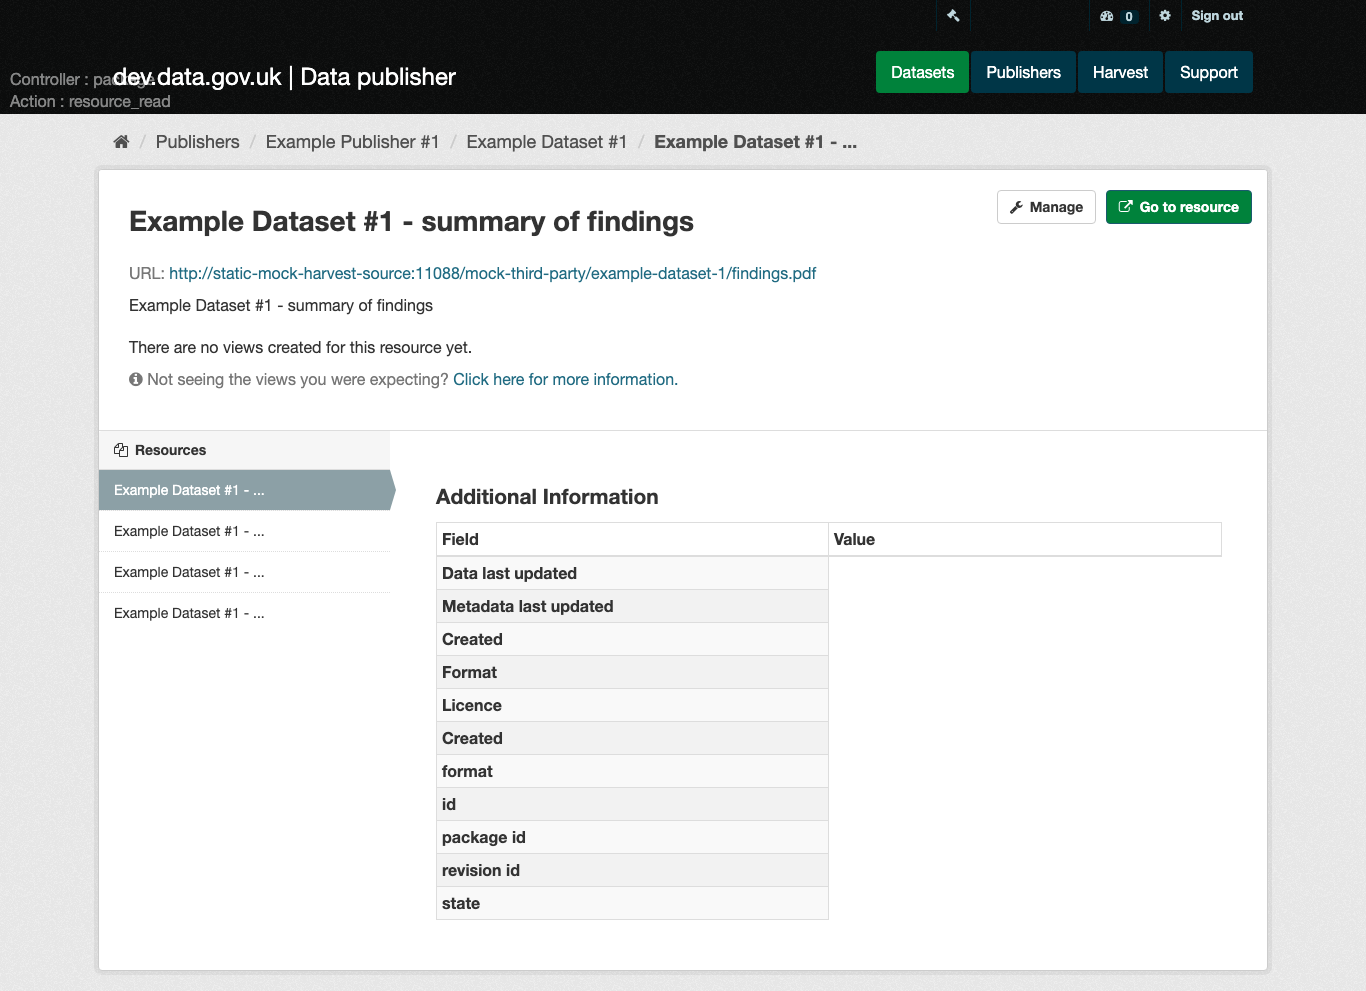 0 Sign out
dev.data.gov.uk | Data publisher
Datasets Publishers Harvest Support
Controller : package
Action : resource_read
/ Publishers / Example Publisher #1 / Example Dataset #1 / Example Dataset #1 - ...
Manage Go to resource
Example Dataset #1 - summary of findings
URL: http://static-mock-harvest-source:11088/mock-third-party/example-dataset-1/findings.pdf
Example Dataset #1 - summary of findings
There are no views created for this resource yet.
Not seeing the views you were expecting? Click here for more information.
Resources
Example Dataset #1 - ...
Example Dataset #1 - ...
Example Dataset #1 - ...
Example Dataset #1 - ...
Additional Information
Field Value
Data last updated
Metadata last updated
Created
Format
Licence
Created
format
id
package id
revision id
state